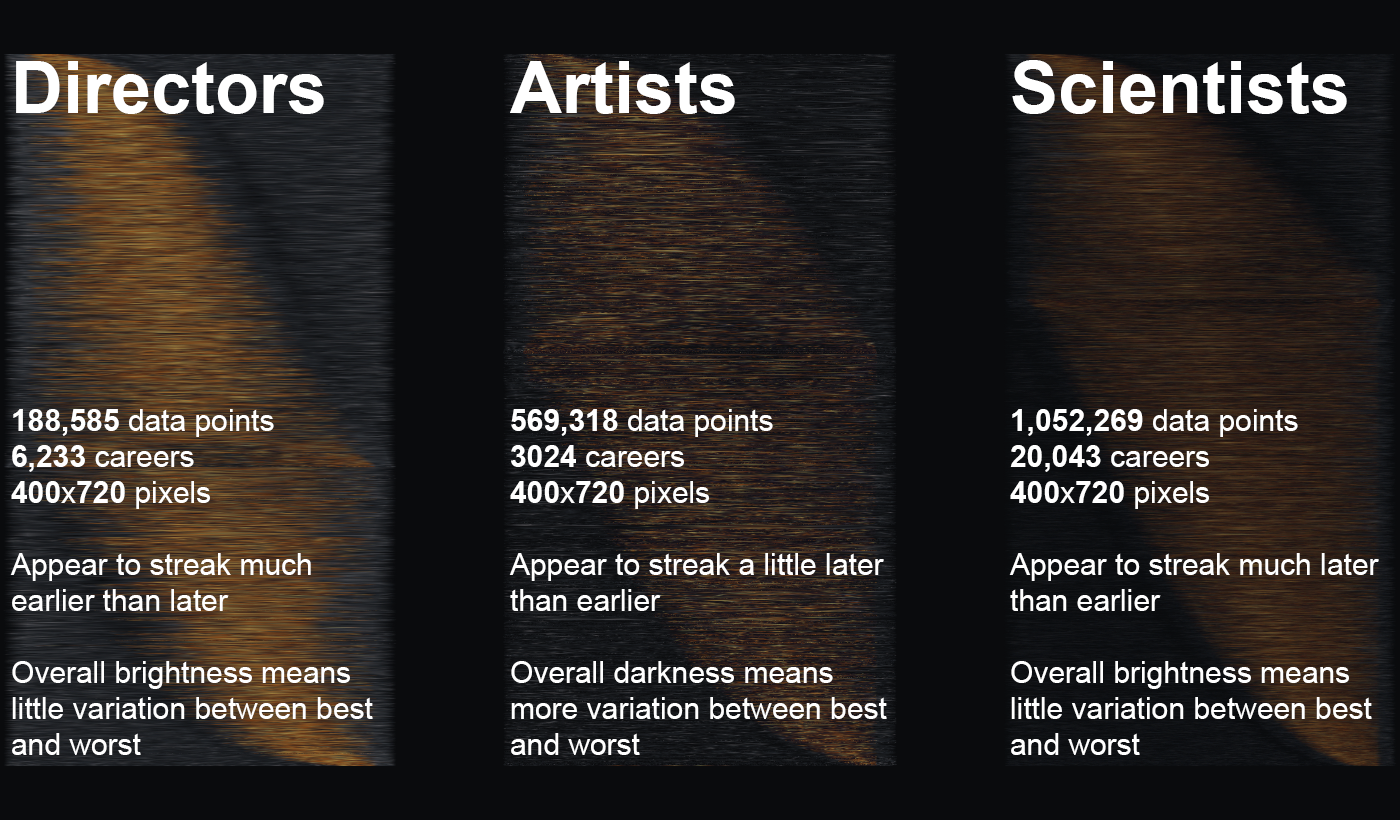 Directors
188,585 data points
6,233 careers
400x720 pixels
Appear to streak much
earlier than later
Overall brightness means
little variation between best
and worst
Artists
569,318 data points
3024 careers
400x720 pixels
Appear to streak a little later
than earlier
Overall darkness means
more variation between best
and worst
Scientists
1,052,269 data points
20,043 careers
400x720 pixels
Appear to streak much later
than earlier
Overall brightness means
little variation between best
and worst